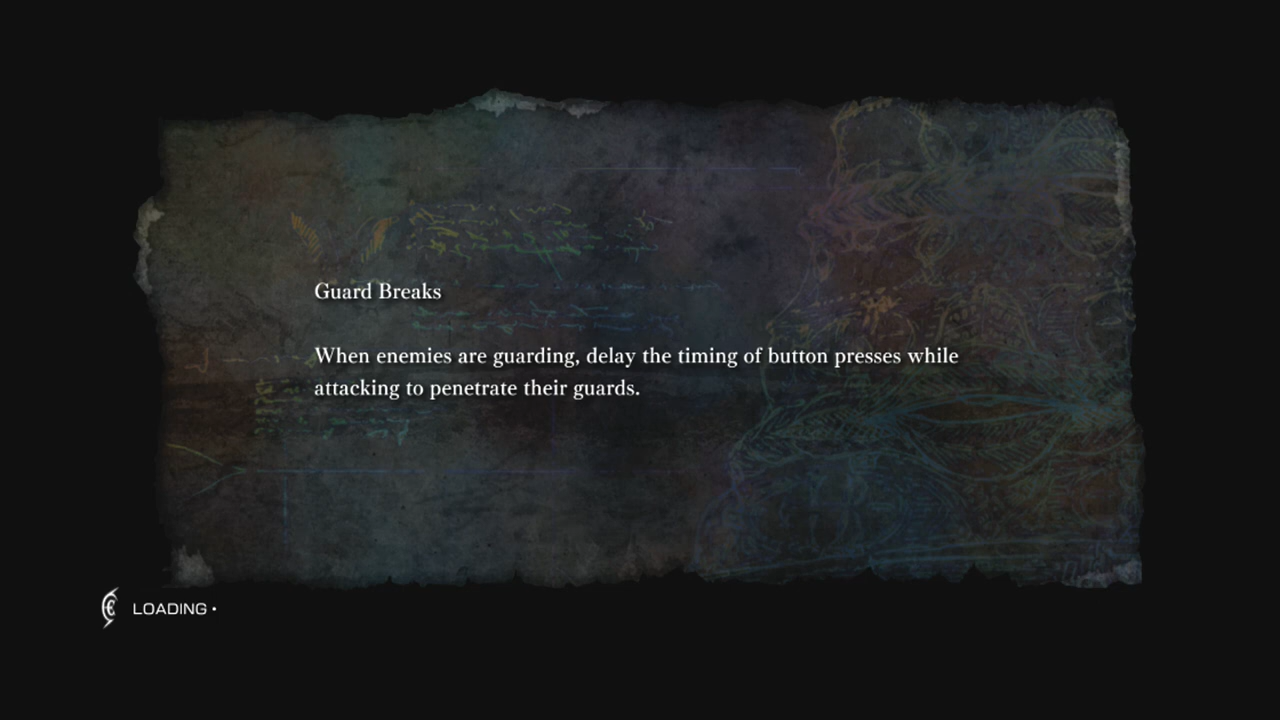 Guard Breaks
When enemies are guarding, delay the timing of button presses while
attacking to penetrate their guards.
LOADING •